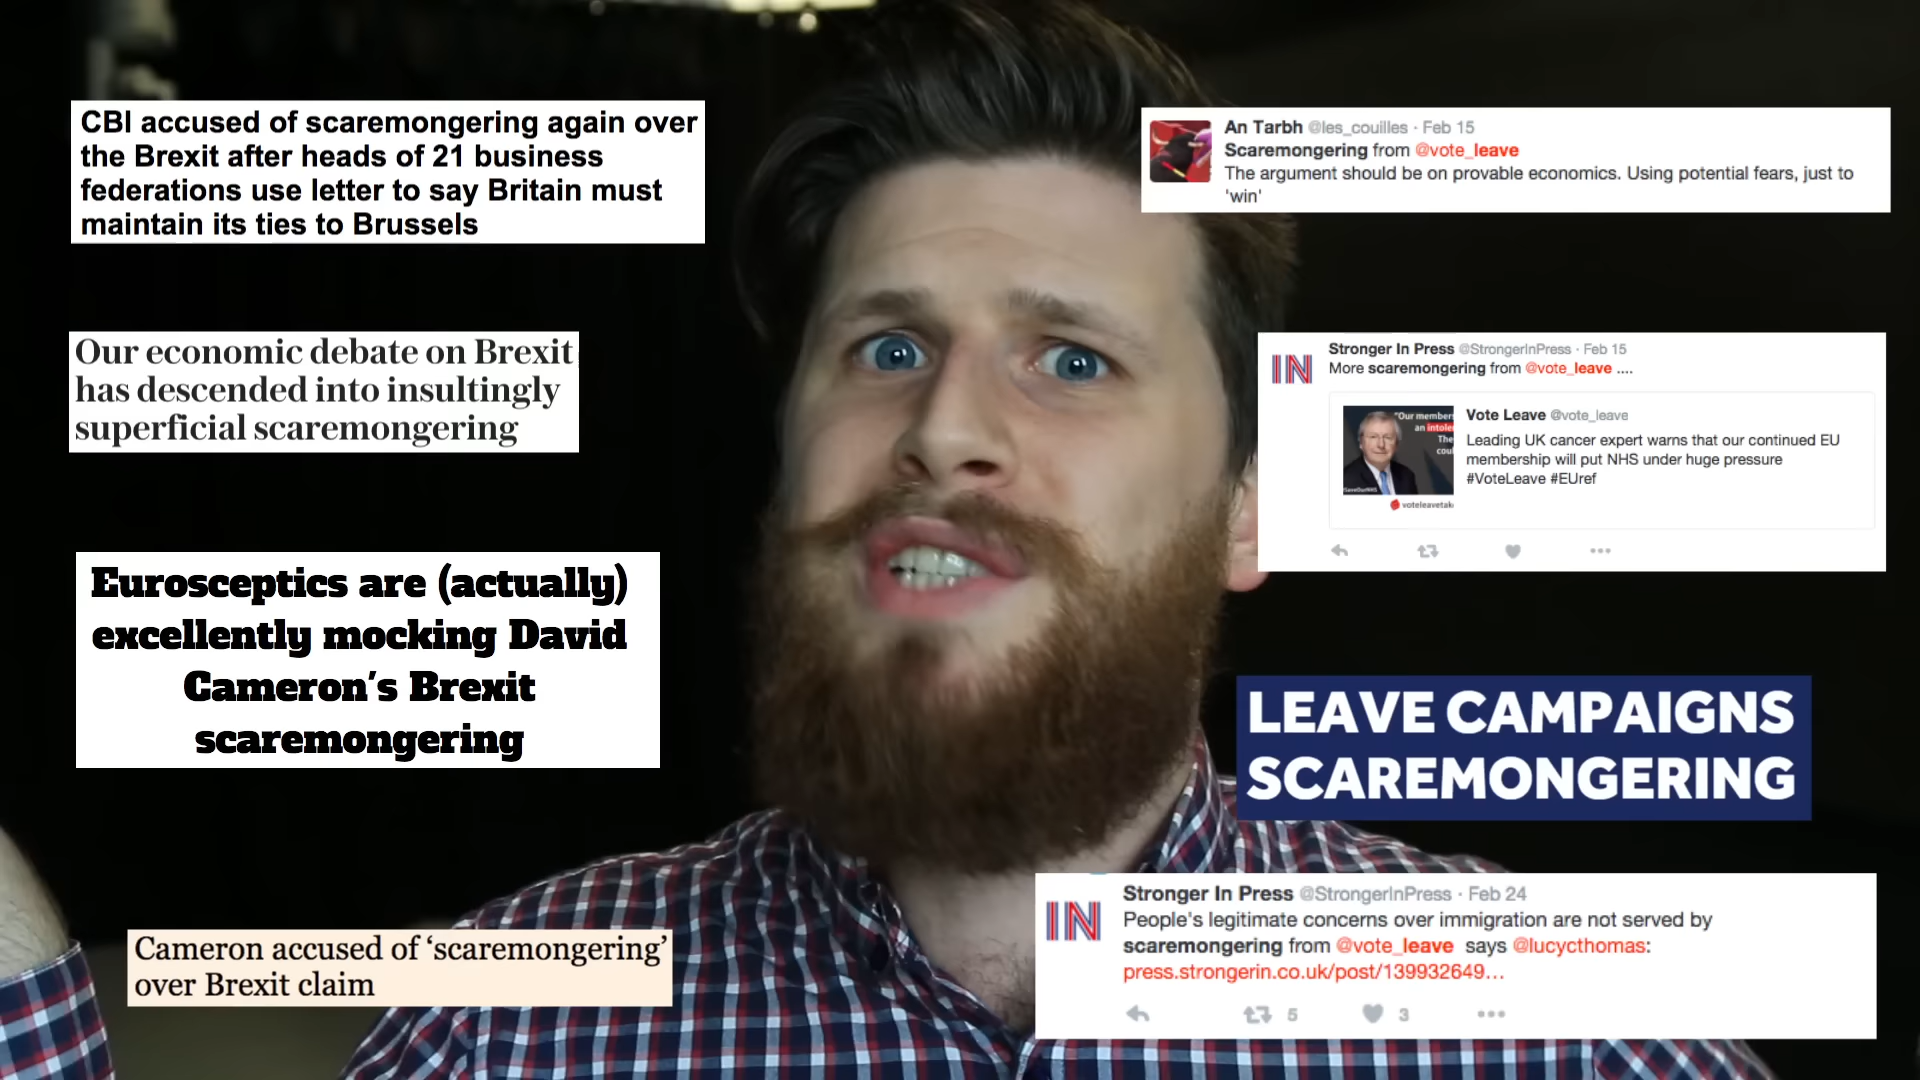 CBI accused of scaremongering again over
the Brexit after heads of 21 business
federations use letter to say Britain must
maintain its ties to Brussels
Our economic debate on Brexit
has descended into insultingly
superficial scaremongering
Eurosceptics are (actually)
excellently mocking David
Cameron's Brexit
scaremongering
Cameron accused of ‘scaremongering’
over Brexit claim
An Tarbh @les_couilles · Feb 15
Scaremongering from @vote_leave
The argument should be on provable economics. Using potential fears, just to
'win'
IN
Stronger In Press @StrongerInPress · Feb 15
More scaremongering from @vote_leave ....
"Our members
an intoler
The
coul
voteleavetak
Vote Leave @vote_leave
Leading UK cancer expert warns that our continued EU
membership will put NHS under huge pressure
#VoteLeave #EUref
LEAVE CAMPAIGNS
SCAREMONGERING
IN
Stronger In Press @StrongerInPress · Feb 24
People's legitimate concerns over immigration are not served by
scaremongering from @vote_leave says @lucycthomas:
press.strongerin.co.uk/post/139932649...
5
3